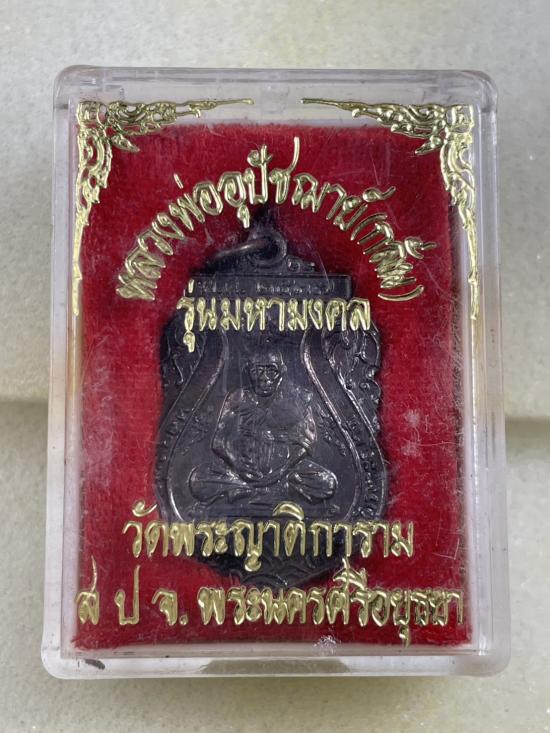 หลวงพ่ออุปัชฌาย์(กลั่น)
รุ่นมหามงคล
วัดพระญาติการาม
ส ป จ. พระนครศรีอยุธยา